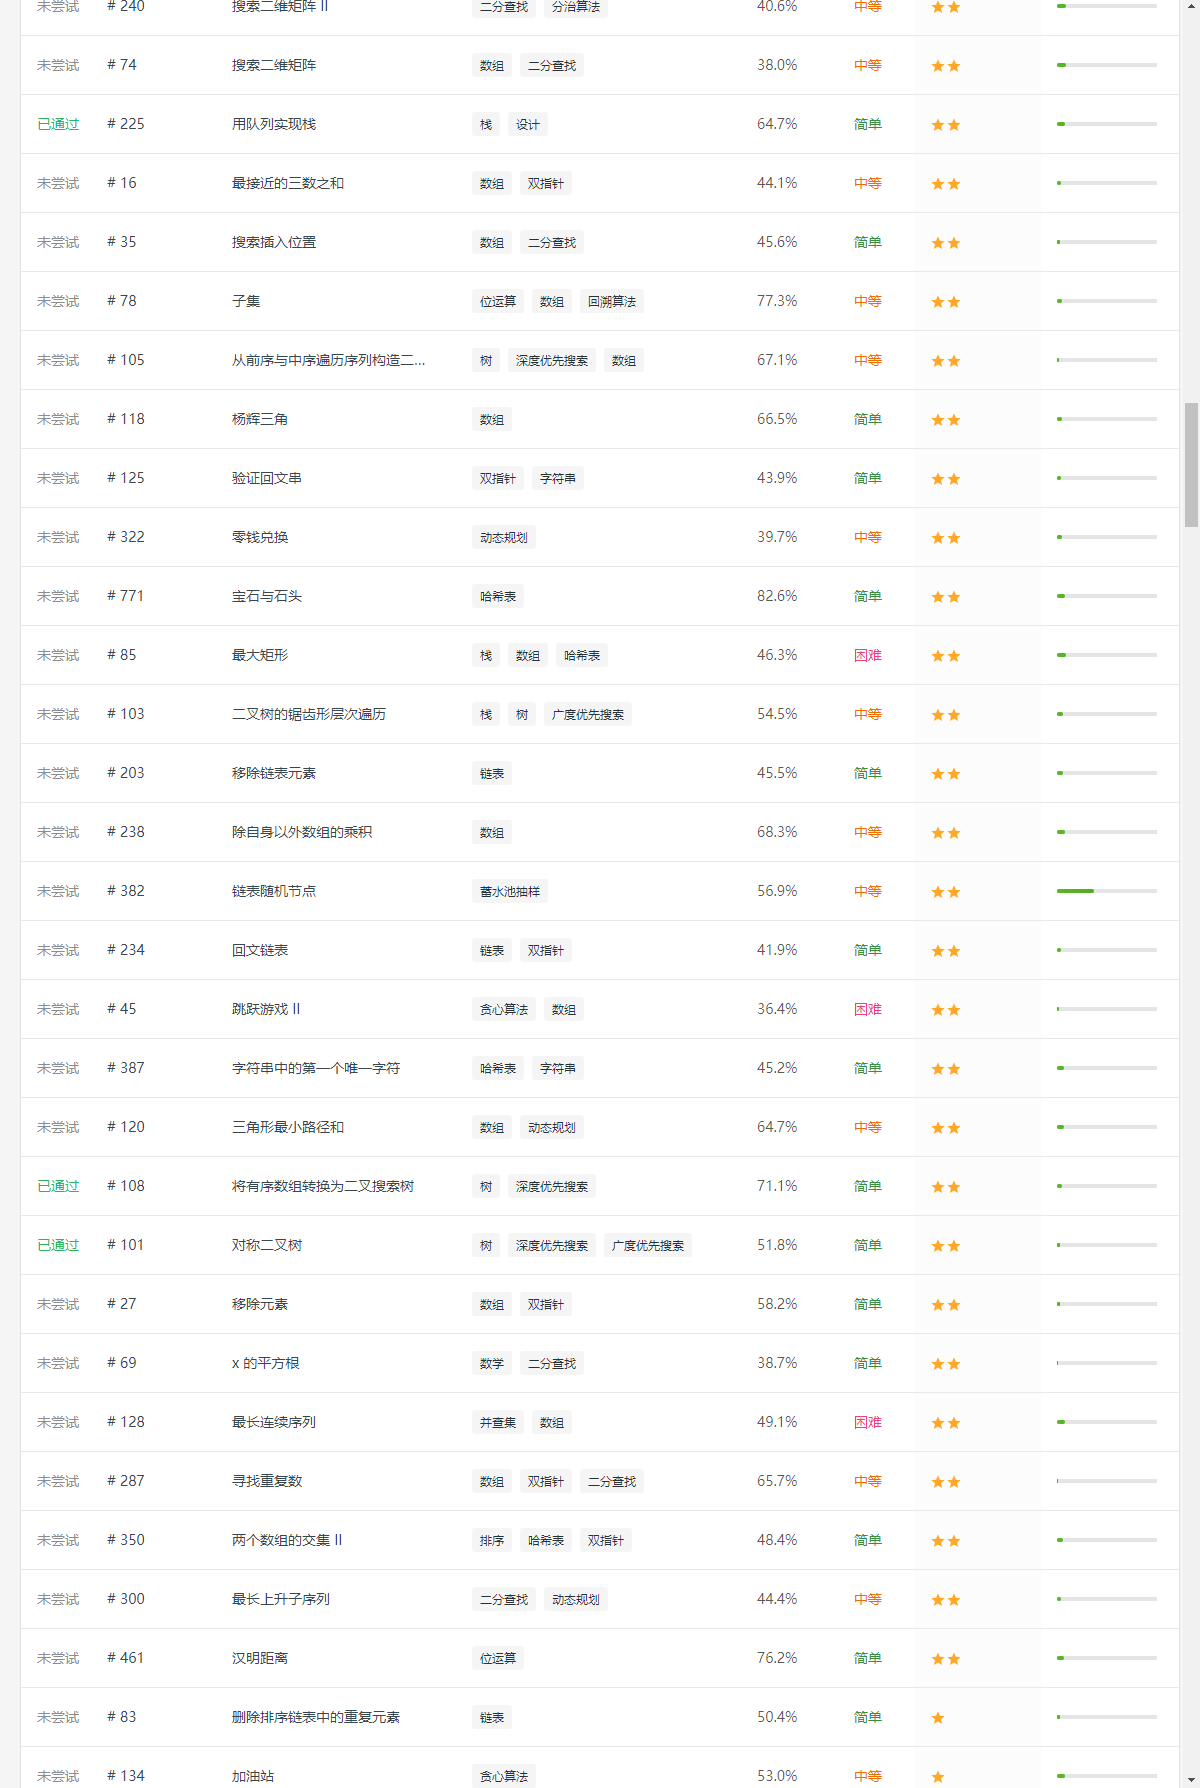 未尝试 # 240 搜索二维矩阵 II 二分查找 分治算法 40.6% 中等
未尝试 # 74 搜索二维矩阵 数组 二分查找 38.0% 中等
已通过 # 225 用队列实现栈 栈 设计 64.7% 简单
未尝试 # 16 最接近的三数之和 数组 双指针 44.1% 中等
未尝试 # 35 搜索插入位置 数组 二分查找 45.6% 简单
未尝试 # 78 子集 位运算 数组 回溯算法 77.3% 中等
未尝试 # 105 从前序与中序遍历序列构造二... 树 深度优先搜索 数组 67.1% 中等
未尝试 # 118 杨辉三角 数组 66.5% 简单
未尝试 # 125 验证回文串 双指针 字符串 43.9% 简单
未尝试 # 322 零钱兑换 动态规划 39.7% 中等
未尝试 # 771 宝石与石头 哈希表 82.6% 简单
未尝试 # 85 最大矩形 栈 数组 哈希表 46.3% 困难
未尝试 # 103 二叉树的锯齿形层次遍历 栈 树 广度优先搜索 54.5% 中等
未尝试 # 203 移除链表元素 链表 45.5% 简单
未尝试 # 238 除自身以外数组的乘积 数组 68.3% 中等
未尝试 # 382 链表随机节点 蓄水池抽样 56.9% 中等
未尝试 # 234 回文链表 链表 双指针 41.9% 简单
未尝试 # 45 跳跃游戏 II 贪心算法 数组 36.4% 困难
未尝试 # 387 字符串中的第一个唯一字符 哈希表 字符串 45.2% 简单
未尝试 # 120 三角形最小路径和 数组 动态规划 64.7% 中等
已通过 # 108 将有序数组转换为二叉搜索树 树 深度优先搜索 71.1% 简单
已通过 # 101 对称二叉树 树 深度优先搜索 广度优先搜索 51.8% 简单
未尝试 # 27 移除元素 数组 双指针 58.2% 简单
未尝试 # 69 x 的平方根 数学 二分查找 38.7% 简单
未尝试 # 128 最长连续序列 并查集 数组 49.1% 困难
未尝试 # 287 寻找重复数 数组 双指针 二分查找 65.7% 中等
未尝试 # 350 两个数组的交集 II 排序 哈希表 双指针 48.4% 简单
未尝试 # 300 最长上升子序列 二分查找 动态规划 44.4% 中等
未尝试 # 461 汉明距离 位运算 76.2% 简单
未尝试 # 83 删除排序链表中的重复元素 链表 50.4% 简单
未尝试 # 134 加油站 贪心算法 53.0% 中等